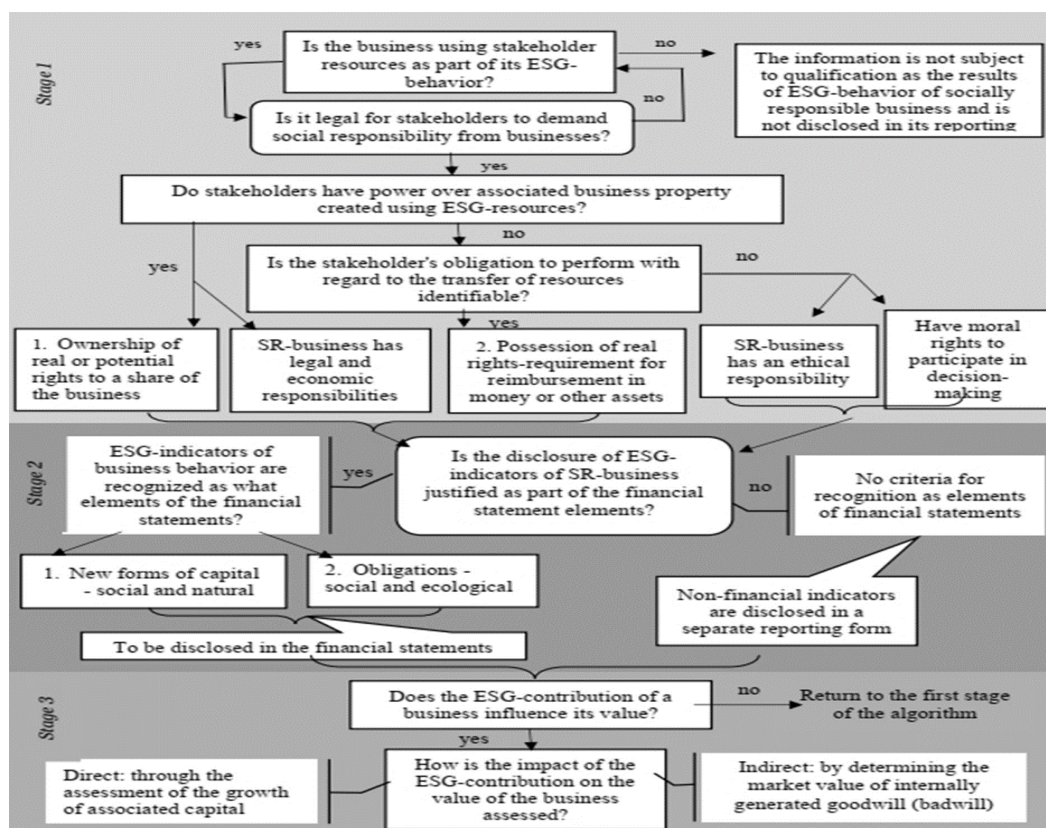 Stage 1
yes
Is the business using stakeholder
resources as part of its ESG-
behavior?
no
The information is not subject
to qualification as the results
of ESG-behavior of socially
responsible business and is
not disclosed in its reporting
no
Is it legal for stakeholders to demand
social responsibility from businesses?
yes
Do stakeholders have power over associated business property
created using ESG-resources?
no
yes
Is the stakeholder's obligation to perform with
regard to the transfer of resources
identifiable?
no
yes
1. Ownership of
real or potential
rights to a share of
the business
SR-business has
legal and
economic
responsibilities
2. Possession of real
rights-requirement for
reimbursement in
money or other assets
SR-business
has an ethical
responsibility
Have moral
rights to
participate in
decision-
making
Stage 2
ESG-indicators of
business behavior are
recognized as what
elements of the financial
statements?
yes
Is the disclosure of ESG-
indicators of SR-business
justified as part of the financial
statement elements?
no
No criteria for
recognition as elements
of financial statements
1. New forms of capital
- social and natural
2. Obligations -
social and ecological
Non-financial indicators
are disclosed in a
separate reporting form
To be disclosed in the financial statements
Stage 3
Does the ESG-contribution of a
business influence its value?
no
Return to the first stage
of the algorithm
yes
Direct: through the
assessment of the growth
of associated capital
How is the impact of the
ESG-contribution on the
value of the business
assessed?
Indirect: by determining the
market value of internally
generated goodwill (badwill)